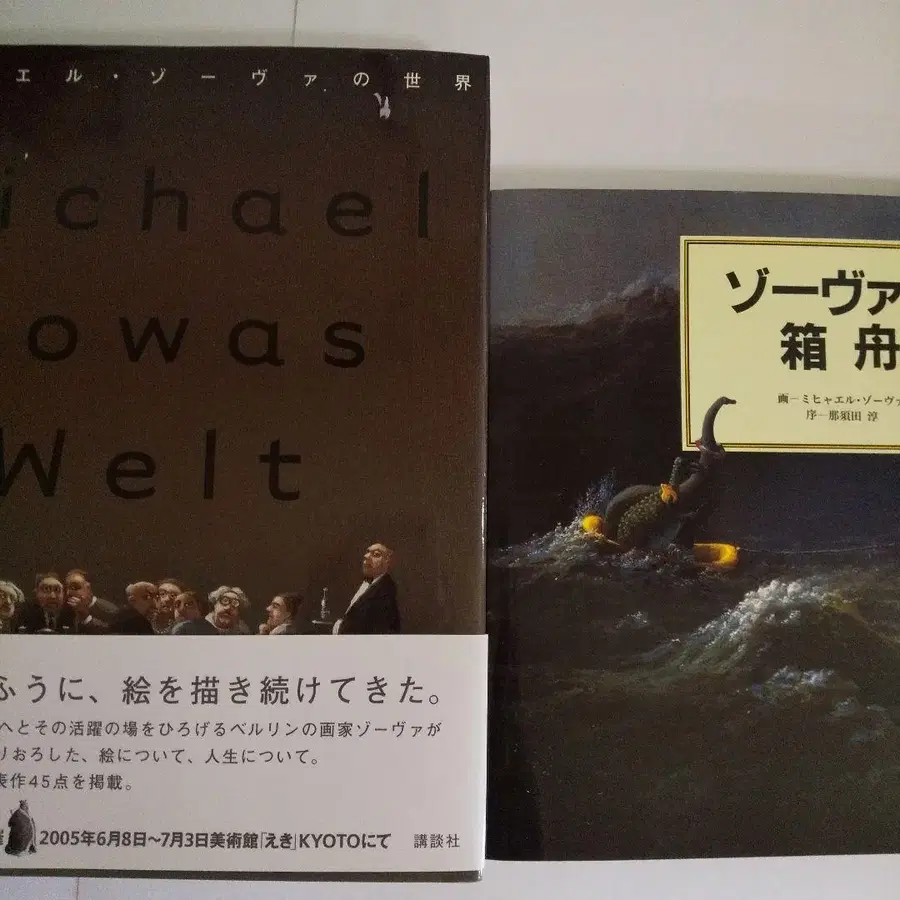 エル・ゾーヴァの世界
ichael
owas
Welt
ふうに、絵を描き続けてきた。
へとその活躍の場をひろげるベルリンの画家ゾーヴァが
りおろした、絵について、人生について。
表作45点を掲載。
2005年6月8日〜7月3日美術館「えき」KYOTOにて
講談社
ゾーヴァ
箱舟
画—ミヒャエル・ゾーヴァ
序—那須田 淳